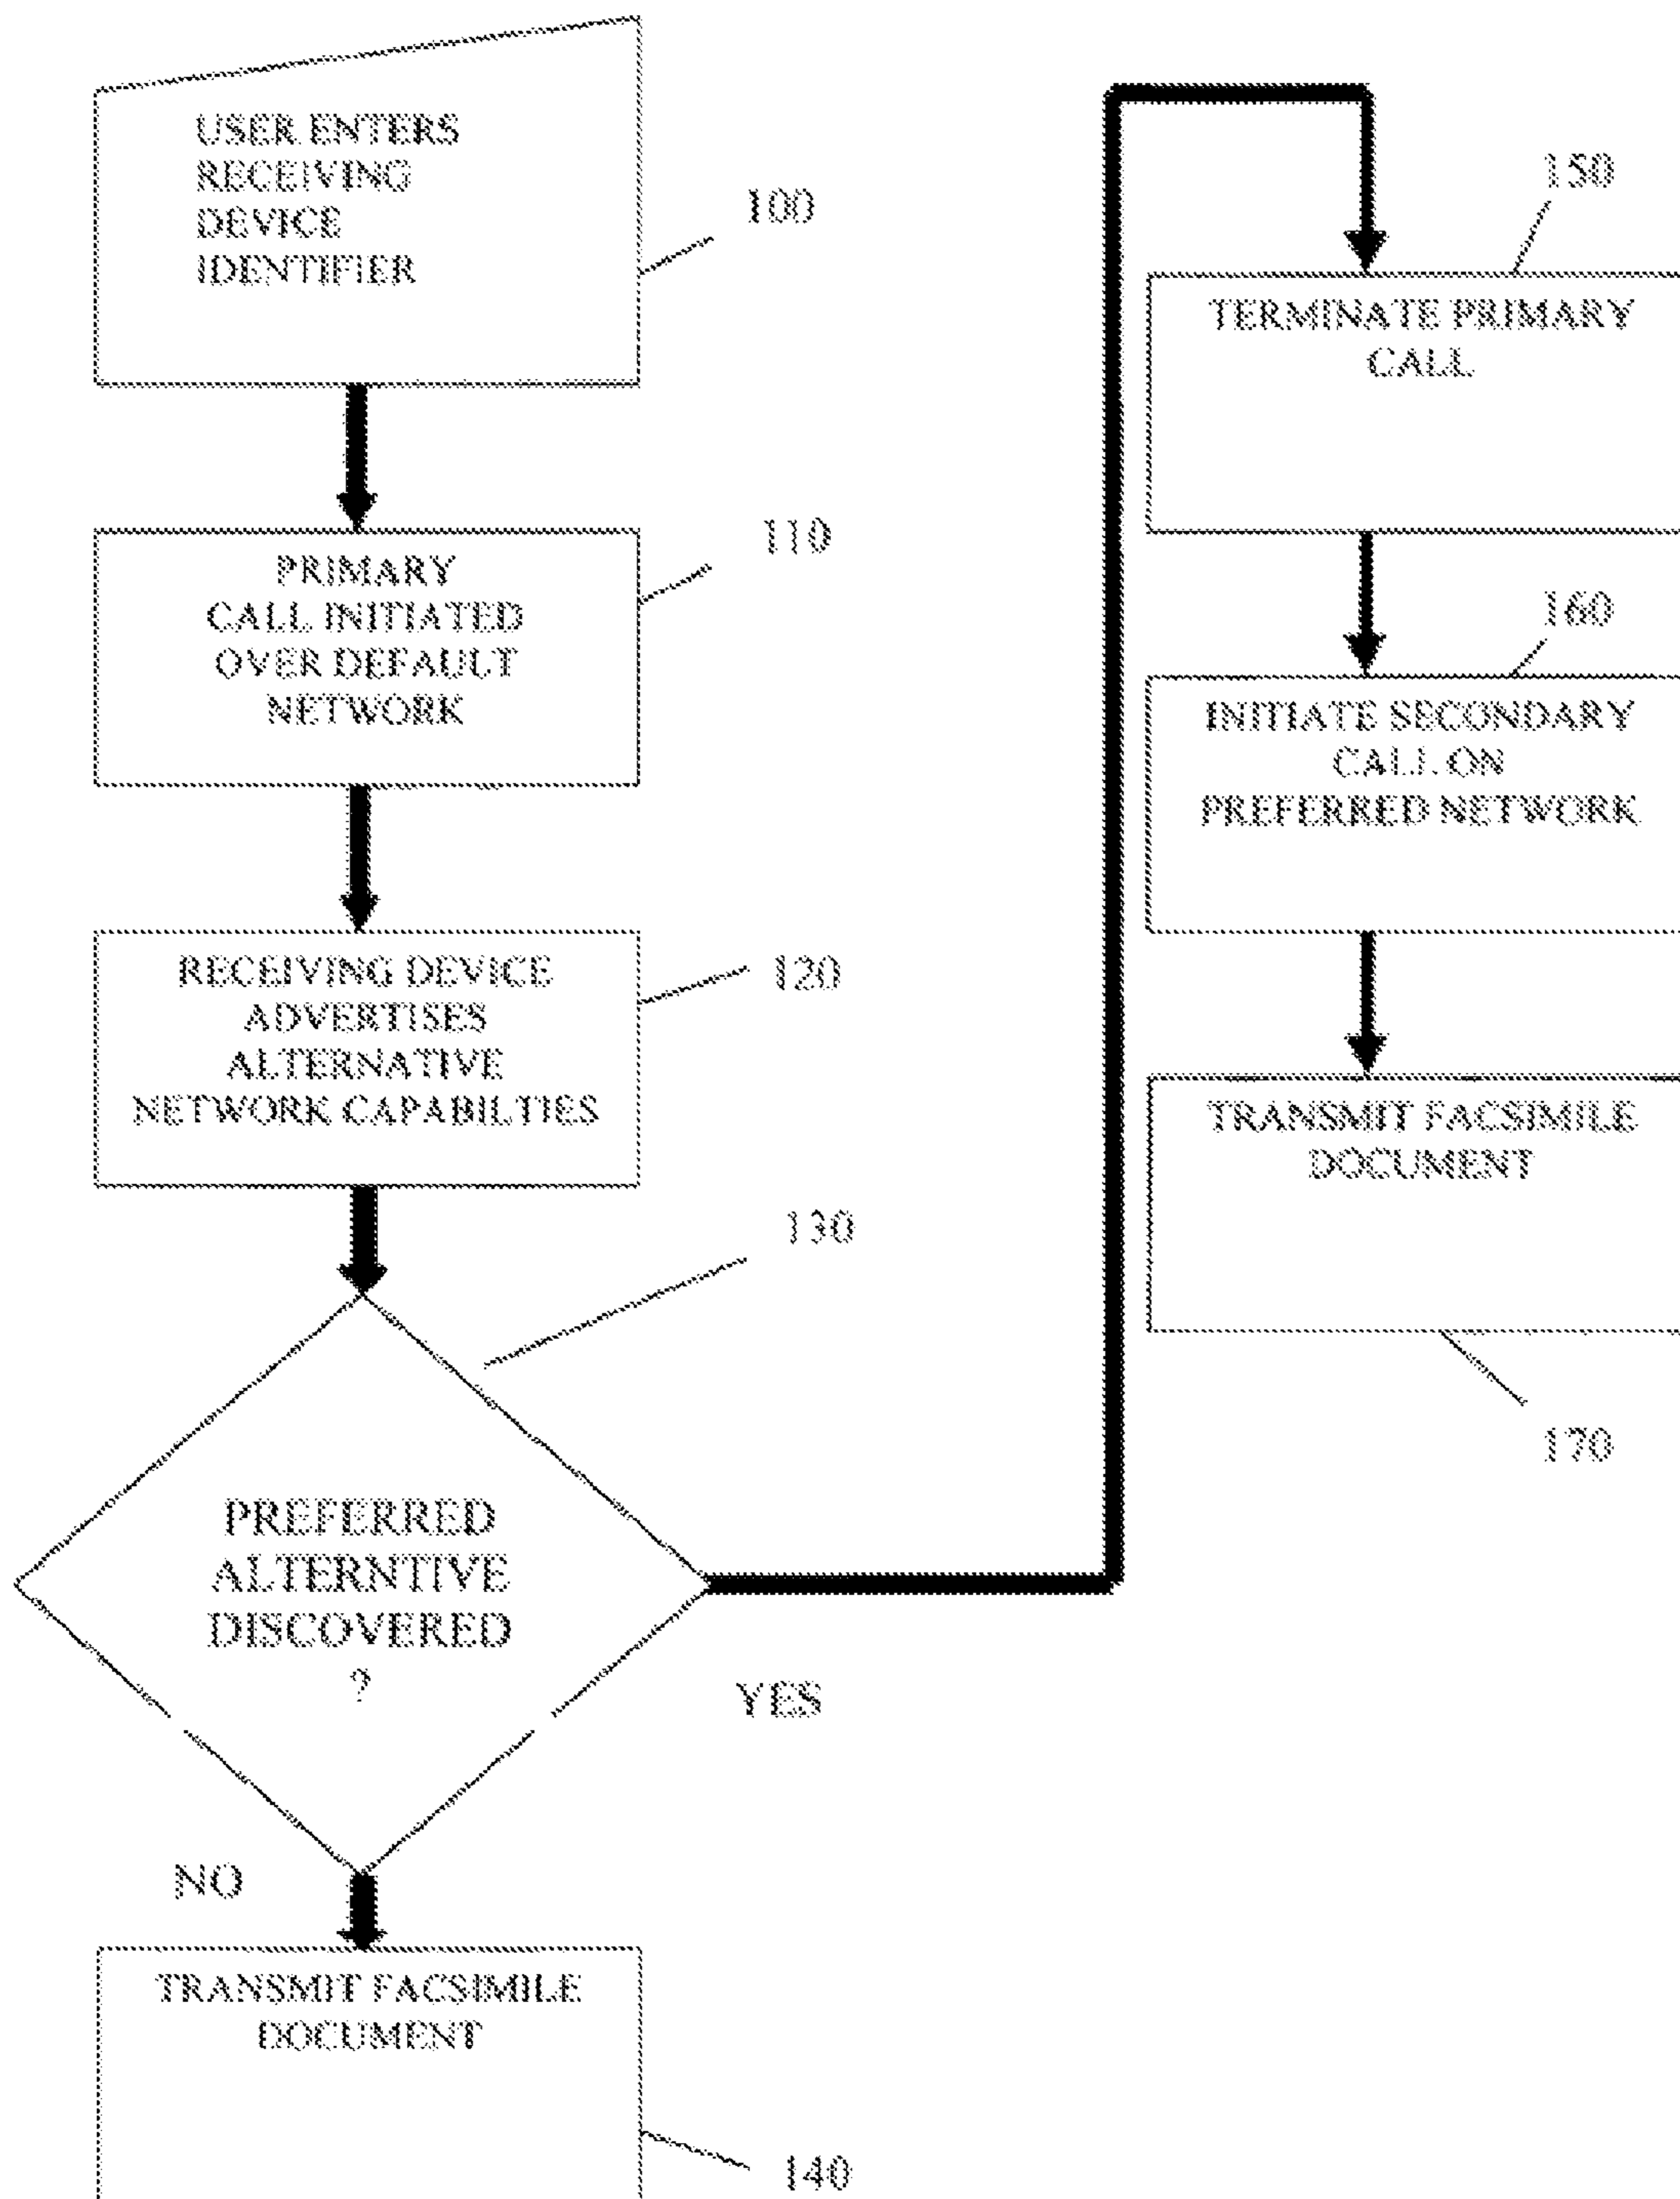 USER ENTERS
RECEIVING
DEVICE
IDENTIFIER
100
PRIMARY
CALL INITIATED
OVER DEFAULT
NETWORK
110
RECEIVING DEVICE
ADVERTISES
ALTERNATIVE
NETWORK CAPABILTIES
120
130
PREFERRED
ALTERNTIVE
DISCOVERED
?
YES
NO
TRANSMIT FACSIMILE
DOCUMENT
140
150
TERMINATE PRIMARY
CALL
160
INITIATE SECONDARY
CALL ON
PREFERRED NETWORK
TRANSMIT FACSIMILE
DOCUMENT
170